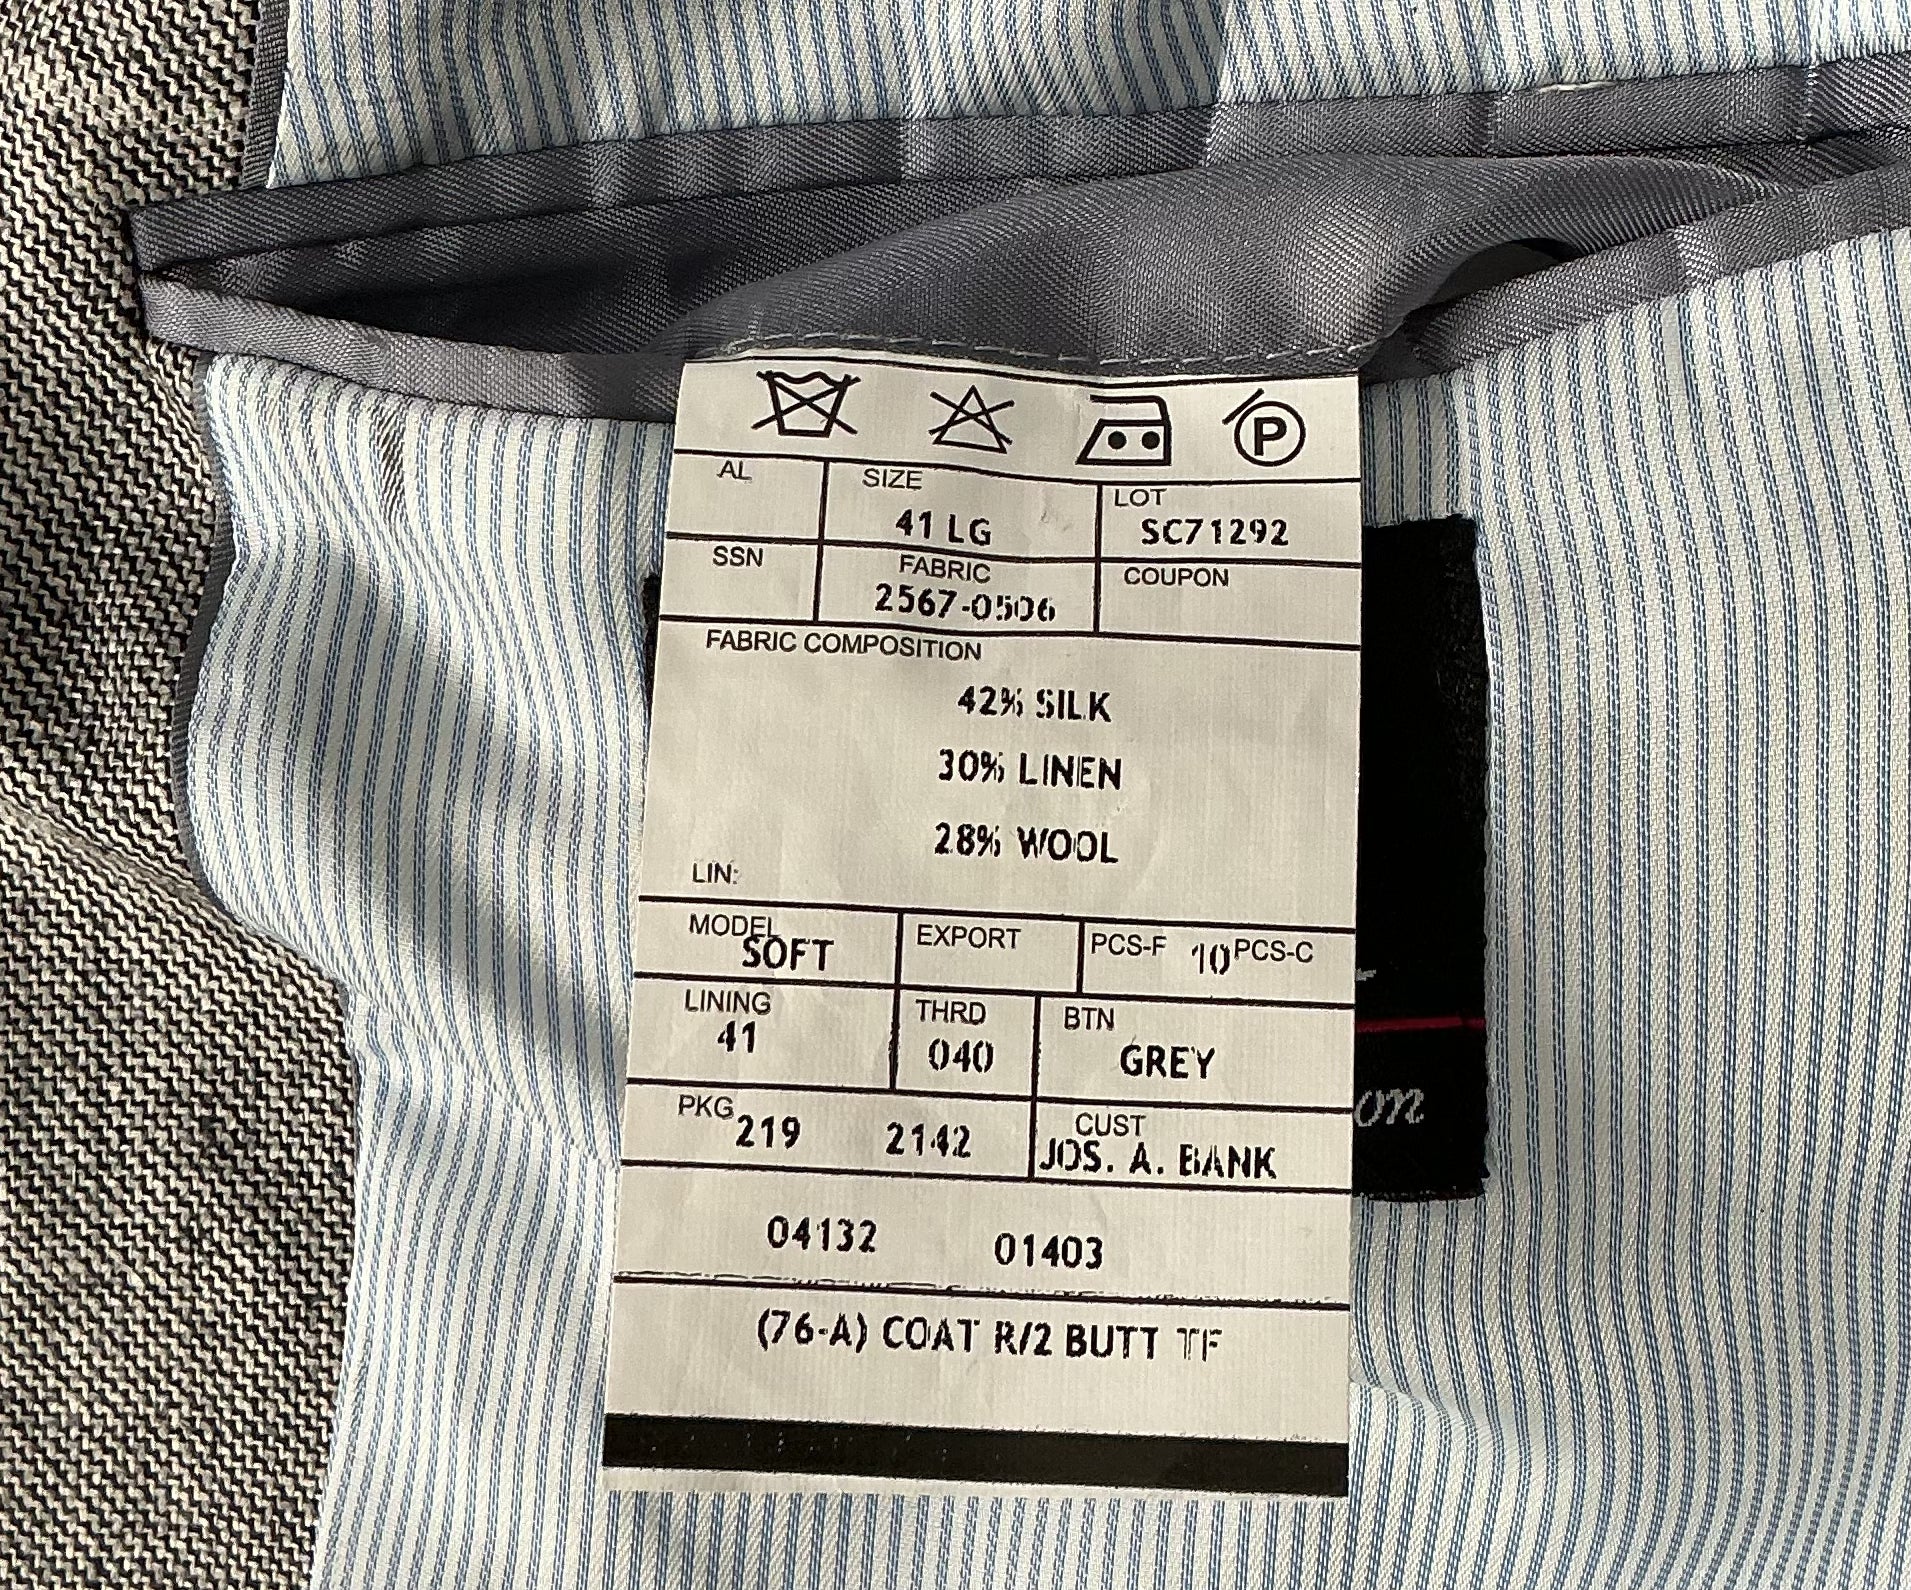 P
AL SIZE LOT
41 LG SC71292
SSN FABRIC COUPON
2567-0506
FABRIC COMPOSITION
42% SILK
30% LINEN
28% WOOL
LIN:
MODEL EXPORT PCS-F 10 PCS-C
SOFT
LINING THRD BTN
41 040 GREY
PKG 219 2142 CUST
JOS. A. BANK
04132 01403
(76-A) COAT R/2 BUTT TF
on